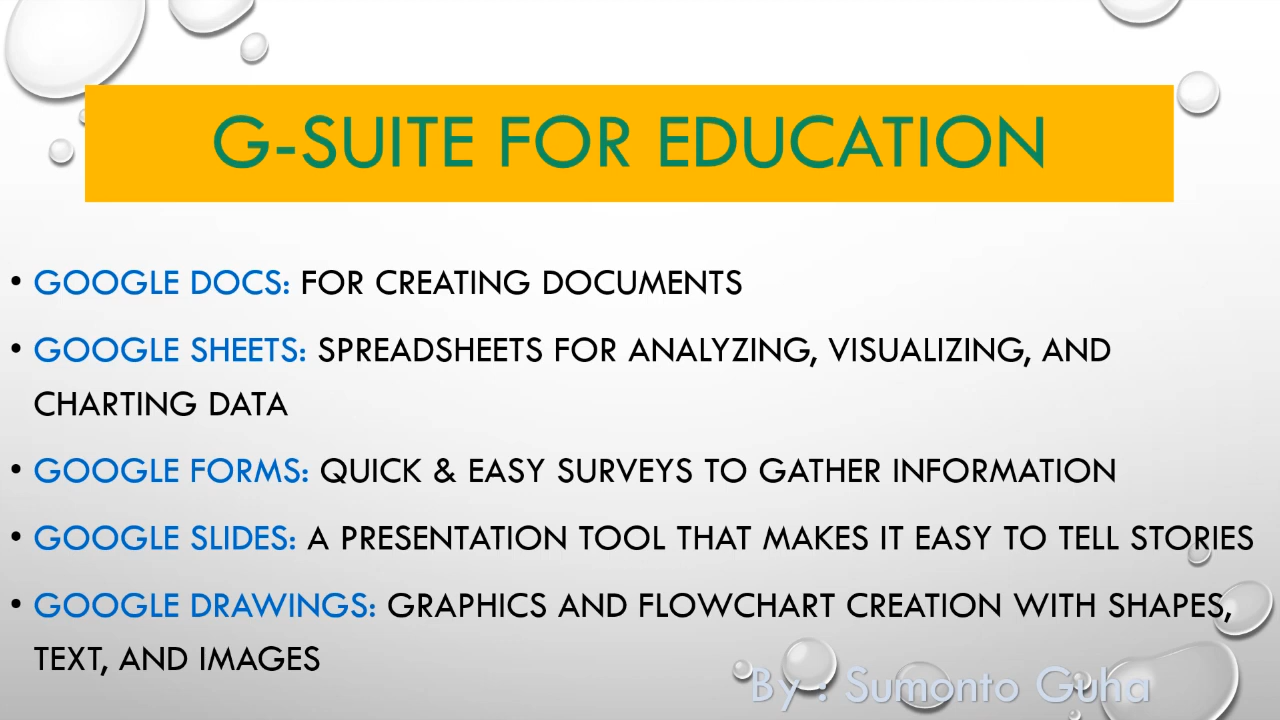 G-SUITE FOR EDUCATION
• GOOGLE DOCS: FOR CREATING DOCUMENTS
• GOOGLE SHEETS: SPREADSHEETS FOR ANALYZING, VISUALIZING, AND
CHARTING DATA
• GOOGLE FORMS: QUICK & EASY SURVEYS TO GATHER INFORMATION
• GOOGLE SLIDES: A PRESENTATION TOOL THAT MAKES IT EASY TO TELL STORIES
• GOOGLE DRAWINGS: GRAPHICS AND FLOWCHART CREATION WITH SHAPES,
TEXT, AND IMAGES
By : Sumonto Guha